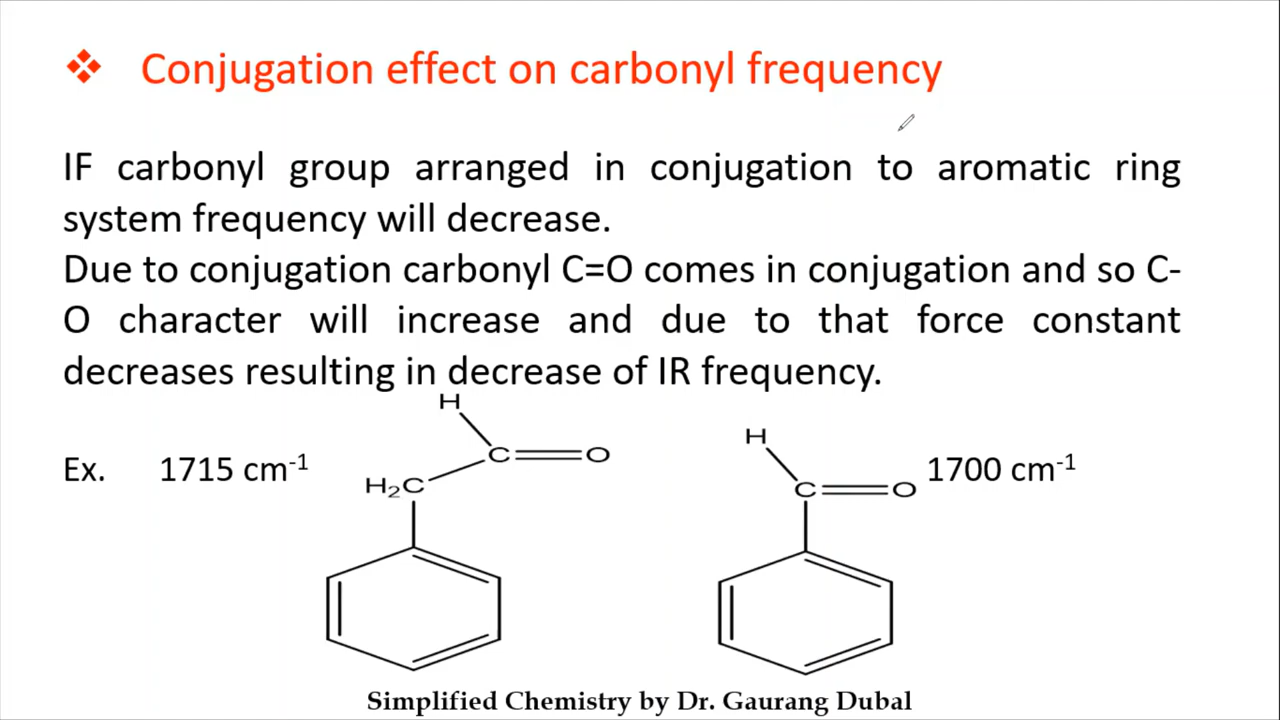 ❖ Conjugation effect on carbonyl frequency
IF carbonyl group arranged in conjugation to aromatic ring
system frequency will decrease.
Due to conjugation carbonyl C=O comes in conjugation and so C-
O character will increase and due to that force constant
decreases resulting in decrease of IR frequency.
Ex. 1715 cm⁻¹
H
C
O
H₂C
H
C
O
1700 cm⁻¹
Simplified Chemistry by Dr. Gaurang Dubal